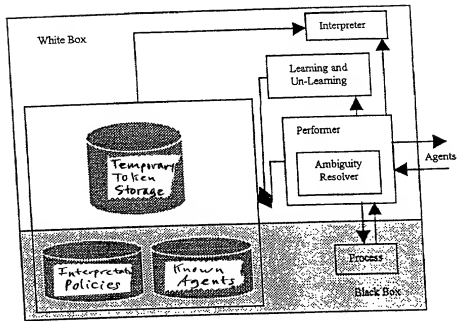 White Box
Interpreter
Learning and
Un-Learning
Performer
Ambiguity
Resolver
Agents
Temporary
Token
Storage
Interpretatn
Policies
Known
Agents
Process
Black Box